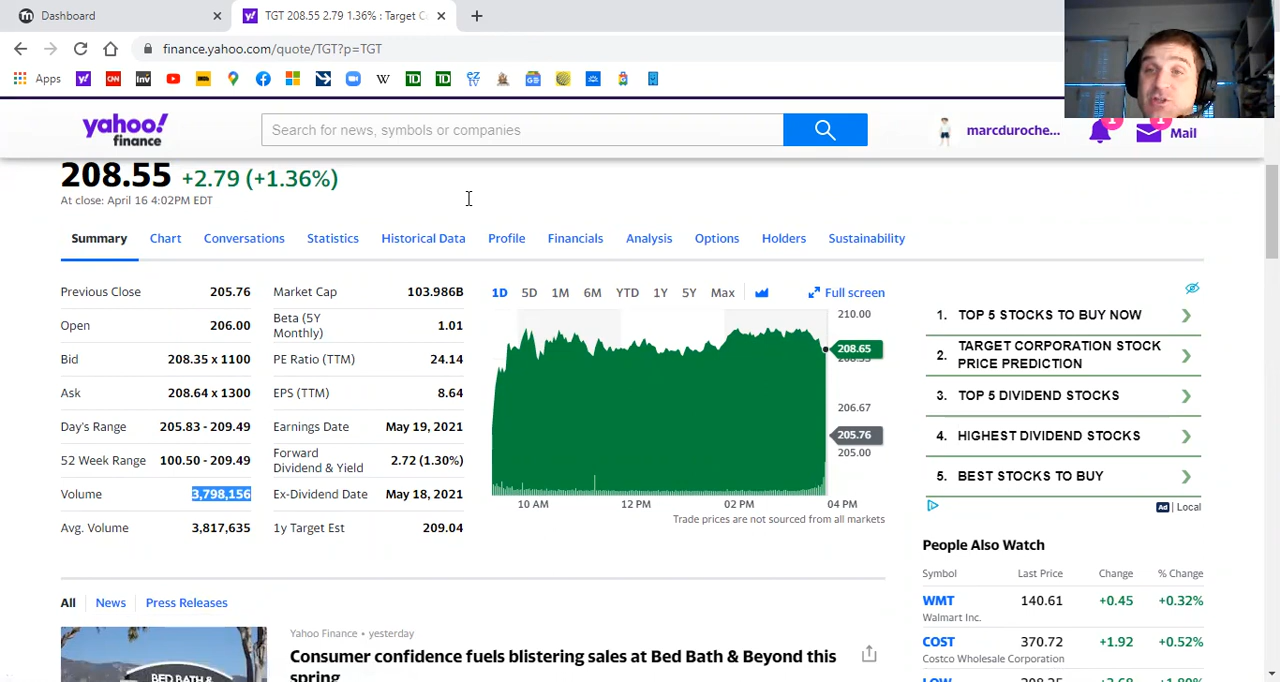 Dashboard
TGT 208.55 2.79 1.36% : Target C
finance.yahoo.com/quote/TGT?p=TGT
Apps
yahoo!
finance
Search for news, symbols or companies
marcduroche...
1
1
Mail
208.55 +2.79 (+1.36%)
At close: April 16 4:02PM EDT
Summary Chart Conversations Statistics Historical Data Profile Financials Analysis Options Holders Sustainability
Previous Close 205.76
Open 206.00
Bid 208.35 x 1100
Ask 208.64 x 1300
Day's Range 205.83 - 209.49
52 Week Range 100.50 - 209.49
Volume 3,798,156
Avg. Volume 3,817,635
Market Cap 103.986B
Beta (5Y
Monthly) 1.01
PE Ratio (TTM) 24.14
EPS (TTM) 8.64
Earnings Date May 19, 2021
Forward
Dividend & Yield 2.72 (1.30%)
Ex-Dividend Date May 18, 2021
1y Target Est 209.04
1D 5D 1M 6M YTD 1Y 5Y Max Full screen
210.00
208.65
206.67
205.76
205.00
10 AM 12 PM 02 PM 04 PM
Trade prices are not sourced from all markets
1. TOP 5 STOCKS TO BUY NOW
2. TARGET CORPORATION STOCK
PRICE PREDICTION
3. TOP 5 DIVIDEND STOCKS
4. HIGHEST DIVIDEND STOCKS
5. BEST STOCKS TO BUY
Ad | Local
People Also Watch
Symbol Last Price Change % Change
WMT 140.61 +0.45 +0.32%
Walmart Inc.
COST 370.72 +1.92 +0.52%
Costco Wholesale Corporation
All News Press Releases
Yahoo Finance • yesterday
Consumer confidence fuels blistering sales at Bed Bath & Beyond this
spring
BED BATH &